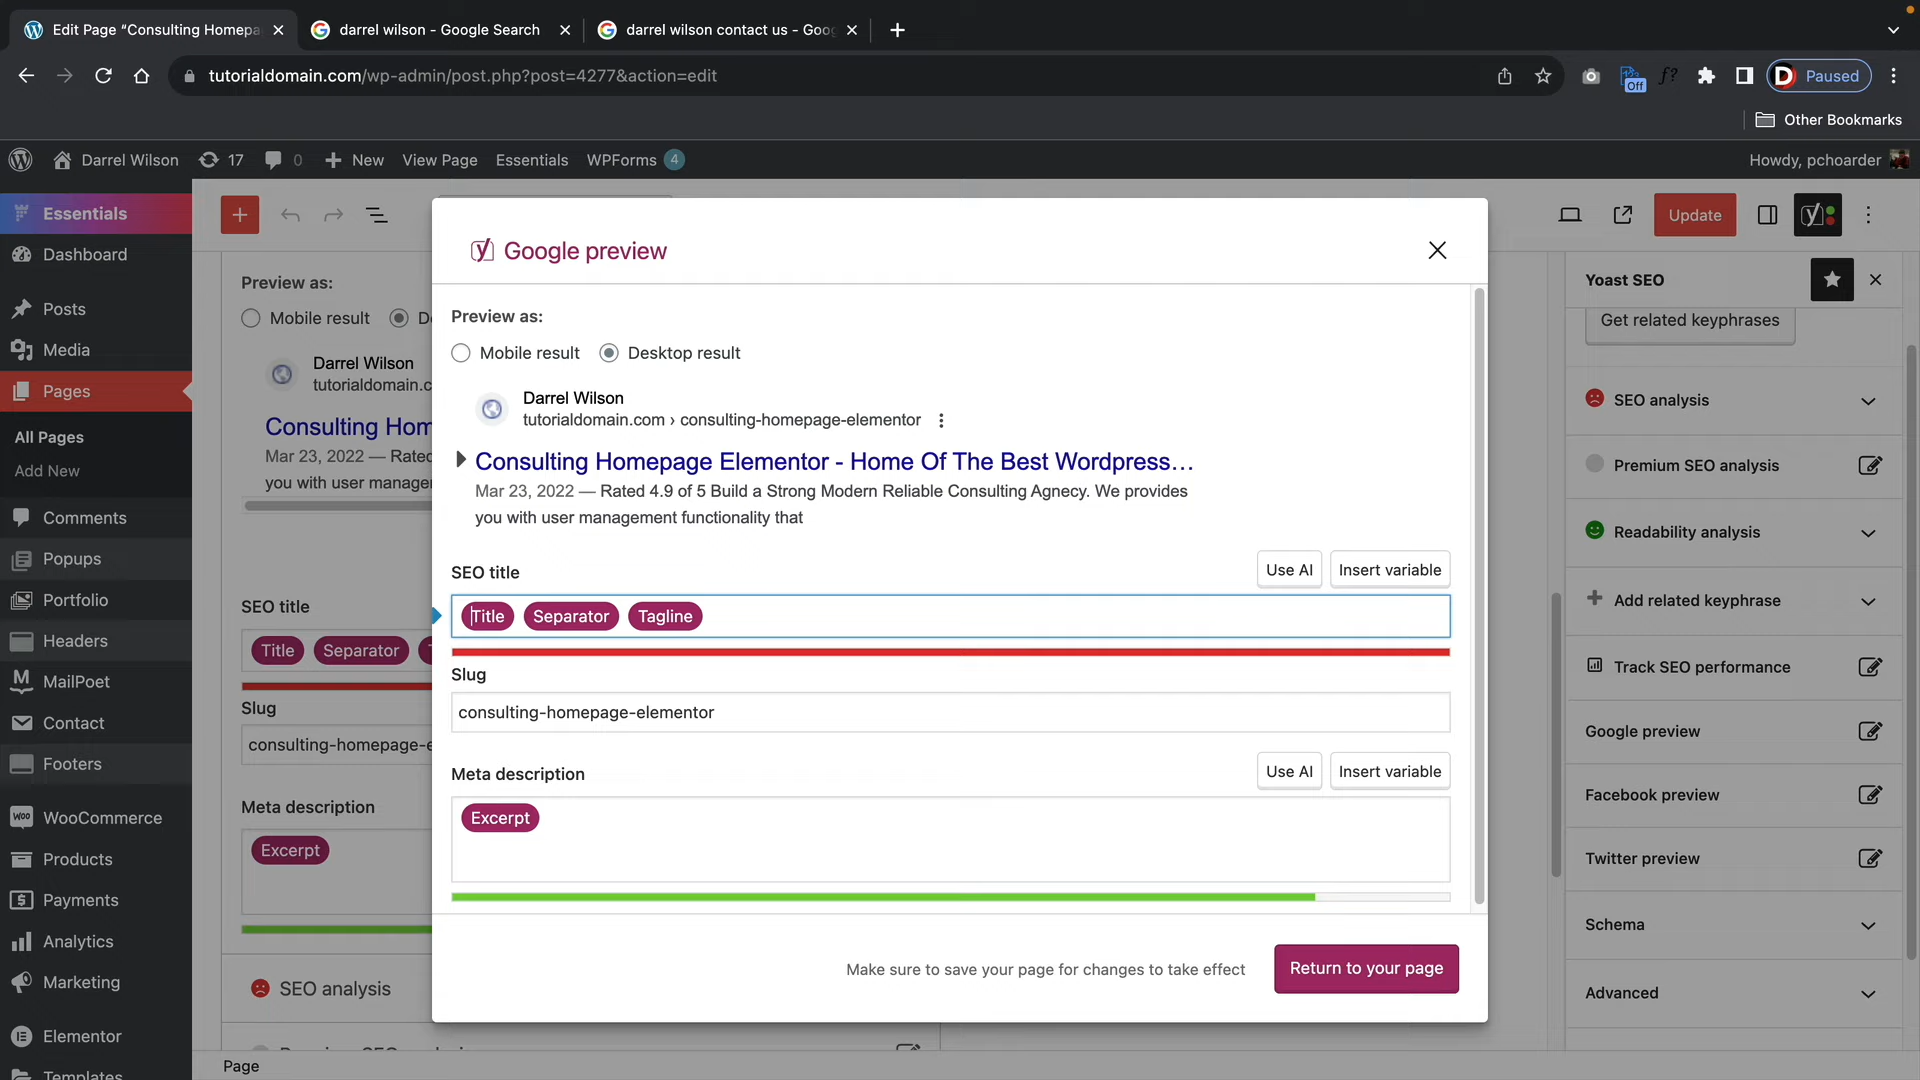 Edit Page “Consulting Homepa
darrel wilson - Google Search
darrel wilson contact us - Goo
tutorialdomain.com/wp-admin/post.php?post=4277&action=edit
f?
Off
D
Paused
Other Bookmarks
Darrel Wilson
17
0
New
View Page
Essentials
WPForms
4
Howdy, pchoarder
Essentials
Dashboard
Posts
Media
Pages
All Pages
Add New
Comments
Popups
Portfolio
Headers
MailPoet
Contact
Footers
WooCommerce
Products
Payments
Analytics
Marketing
Elementor
Templates
Update
Preview as:
Mobile result
D
Darrel Wilson
tutorialdomain.c
Consulting Hom
Mar 23, 2022 — Rated
you with user manager
SEO title
Title
Separator
T
Slug
consulting-homepage-e
Meta description
Excerpt
SEO analysis
Page
Google preview
Preview as:
Mobile result
Desktop result
Darrel Wilson
tutorialdomain.com › consulting-homepage-elementor
Consulting Homepage Elementor - Home Of The Best Wordpress…
Mar 23, 2022 — Rated 4.9 of 5 Build a Strong Modern Reliable Consulting Agnecy. We provides
you with user management functionality that
SEO title
Use AI
Insert variable
Title
Separator
Tagline
Slug
consulting-homepage-elementor
Meta description
Use AI
Insert variable
Excerpt
Make sure to save your page for changes to take effect
Return to your page
Yoast SEO
Get related keyphrases
SEO analysis
Premium SEO analysis
Readability analysis
Add related keyphrase
Track SEO performance
Google preview
Facebook preview
Twitter preview
Schema
Advanced